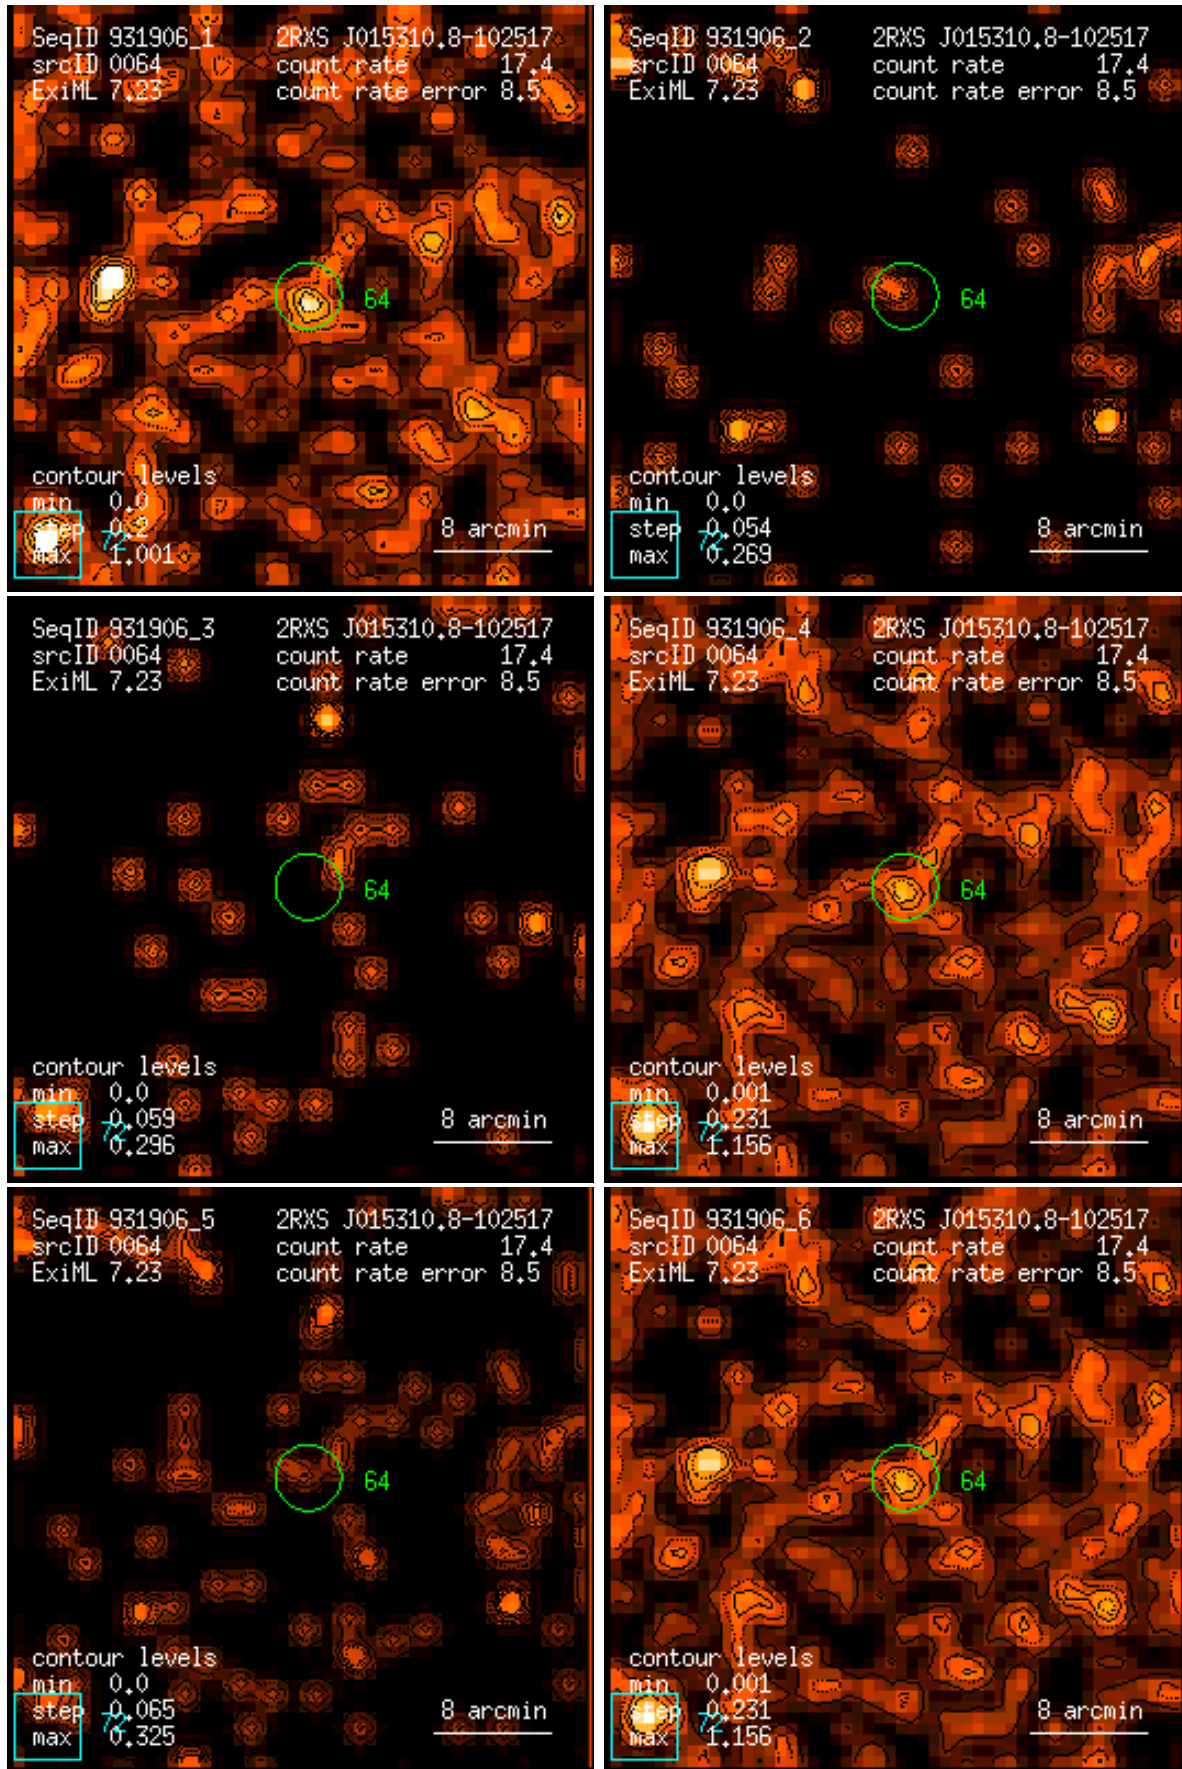 SeqID 931906_1 2RXS J015310.8-102517
srcID 0064 count rate 17.4
ExiML 7.23 count rate error 8.5
64
contour levels
min 0.0
step 0.2 8 arcmin
72
max 1.001
SeqID 931906_2 2RXS J015310.8-102517
srcID 0064 count rate 17.4
ExiML 7.23 count rate error 8.5
64
contour levels
min 0.0
step 0.054 8 arcmin
72
max 0.269
SeqID 931906_3 2RXS J015310.8-102517
srcID 0064 count rate 17.4
ExiML 7.23 count rate error 8.5
64
contour levels
min 0.0
step 0.059 8 arcmin
72
max 0.296
SeqID 931906_4 2RXS J015310.8-102517
srcID 0064 count rate 17.4
ExiML 7.23 count rate error 8.5
64
contour levels
min 0.001
step 0.231 8 arcmin
72
max 1.156
SeqID 931906_5 2RXS J015310.8-102517
srcID 0064 count rate 17.4
ExiML 7.23 count rate error 8.5
64
contour levels
min 0.0
step 0.065 8 arcmin
72
max 0.325
SeqID 931906_6 2RXS J015310.8-102517
srcID 0064 count rate 17.4
ExiML 7.23 count rate error 8.5
64
contour levels
min 0.001
step 0.231 8 arcmin
72
max 1.156